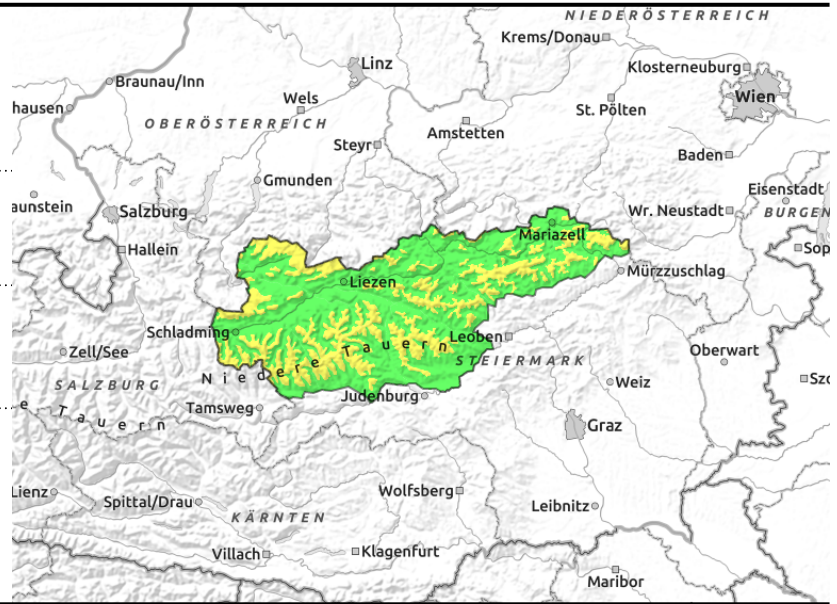 NIEDERÖSTERREICH
Krems/Donau
Linz
Klosterneuburg
Braunau/Inn
Wels
Wien
hausen
OBERÖSTERREICH
St. Pölten
Amstetten
Steyr
Baden
Gmunden
Eisenstadt
aunstein
Salzburg
Wr. Neustadt
BURGEN
Mariazell
Hallein
Sop
Mürzzuschlag
Liezen
Schladming
Leoben
Zell/See
Niedere Tauern
STEIERMARK
Oberwart
SALZBURG
Weiz
Szo
Judenburg
Tamsweg
e Tauern
Graz
Lienz
Wolfsberg
Spittal/Drau
Leibnitz
KÄRNTEN
Villach
Klagenfurt
Maribor